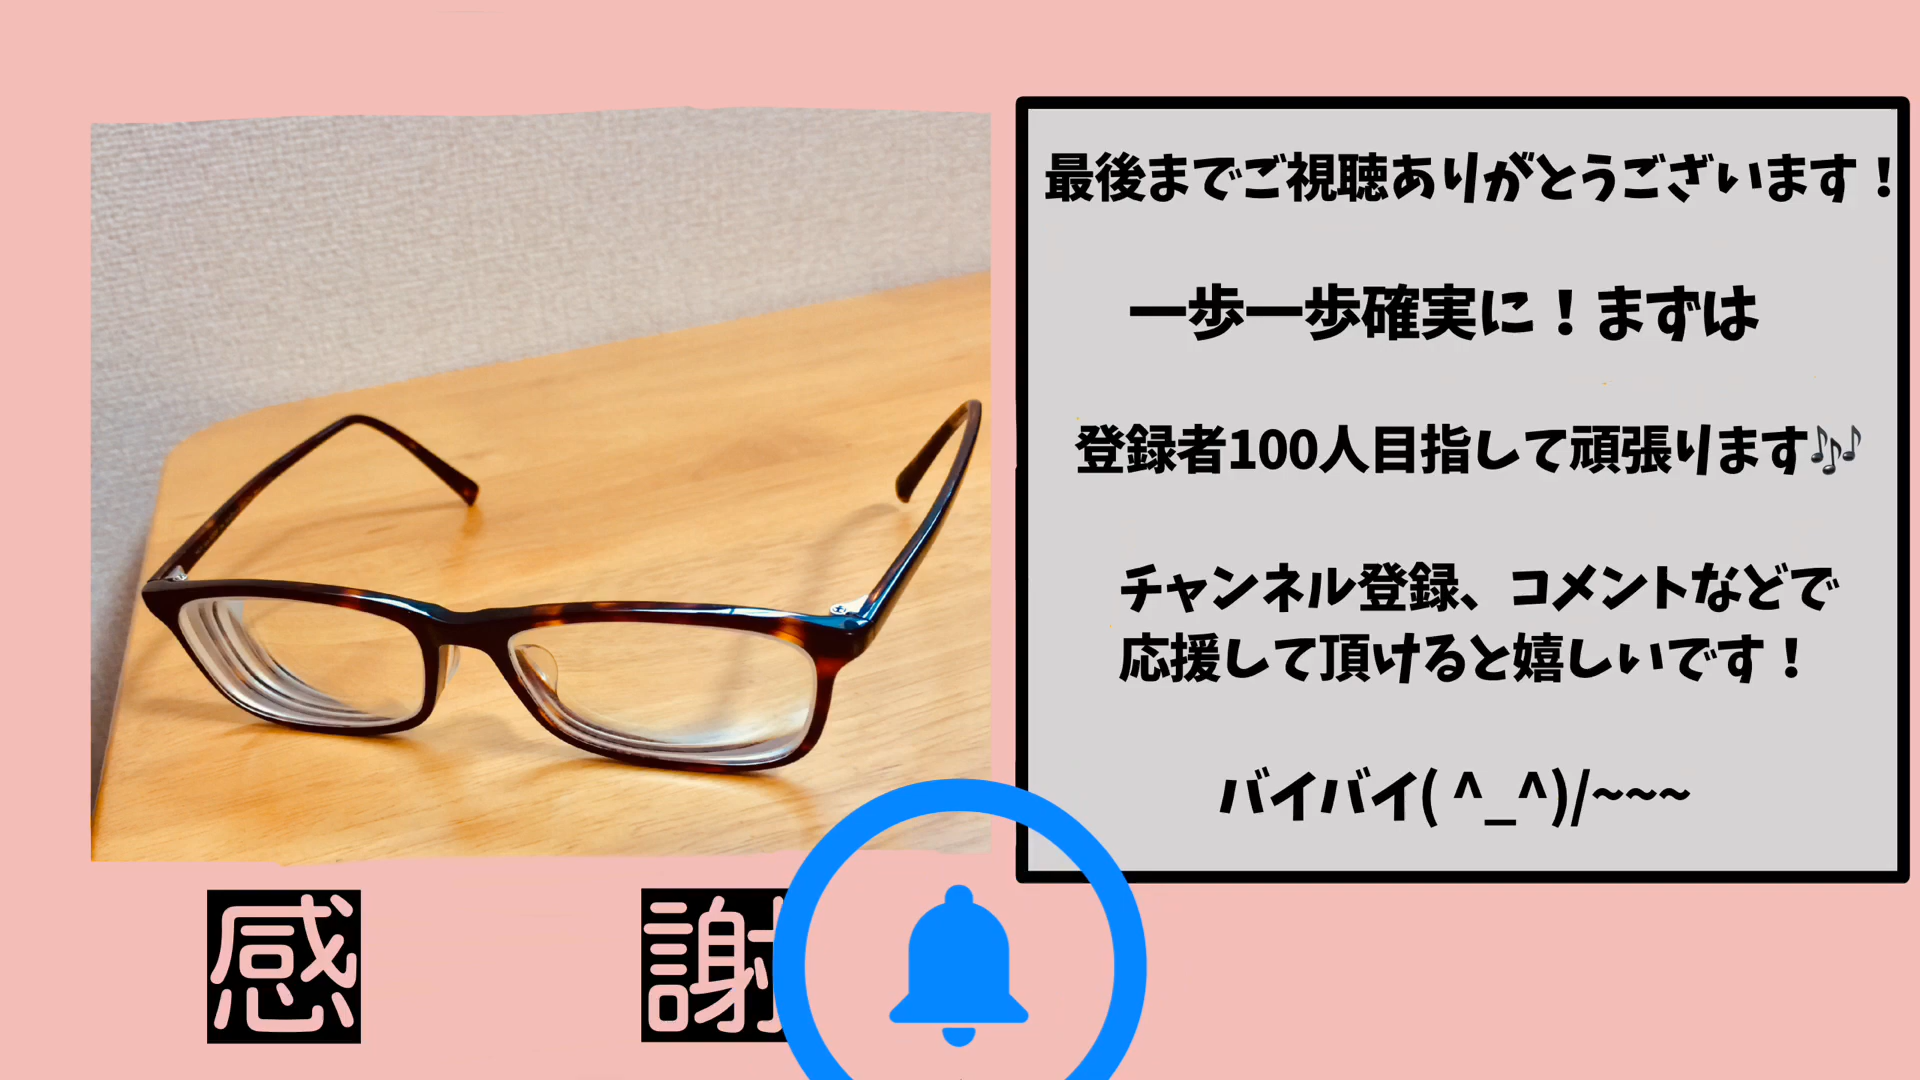 最後までご視聴ありがとうございます！
一歩一歩確実に！まずは
登録者100人目指して頑張ります🎶
チャンネル登録、コメントなどで
応援して頂けると嬉しいです！
バイバイ( ^_^)/~~~
感謝